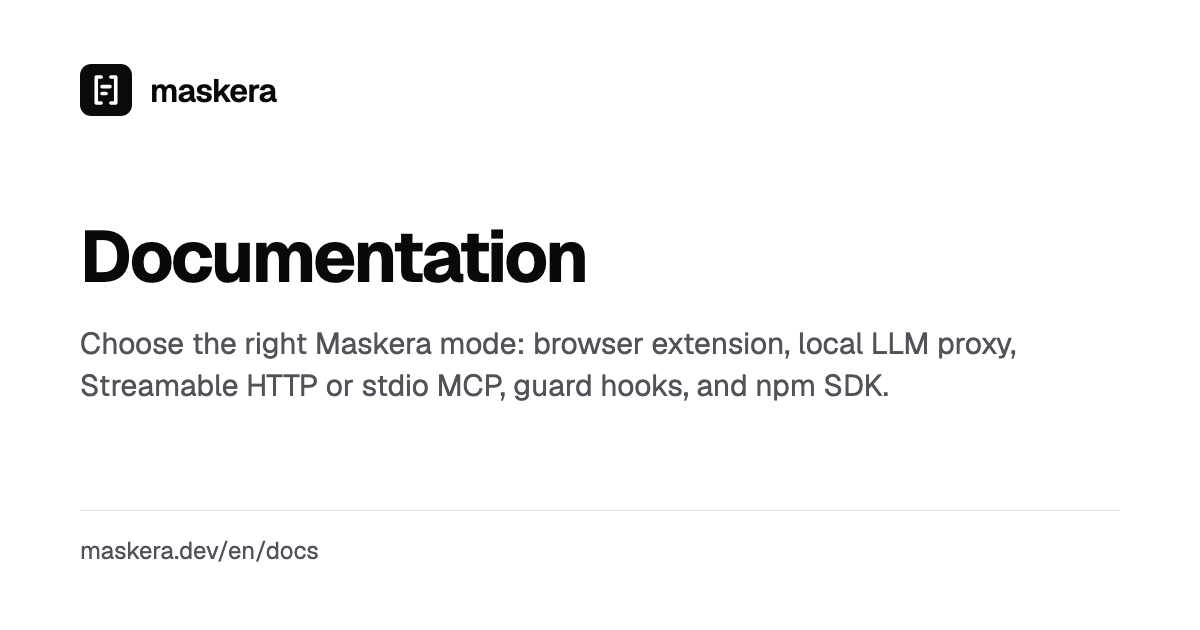 maskera
Documentation
Choose the right Maskera mode: browser extension, local LLM proxy,
Streamable HTTP or stdio MCP, guard hooks, and npm SDK.
maskera.dev/en/docs